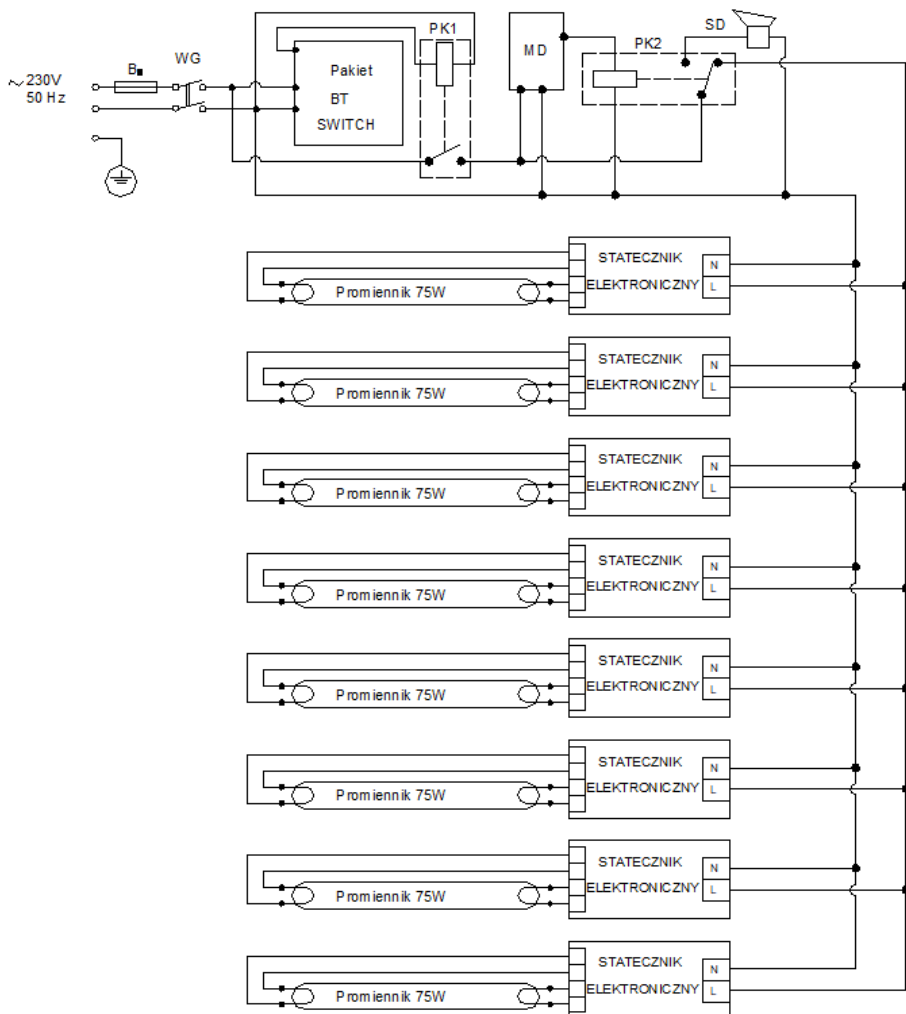 PK1
SD
PK2
MD
WG
B
~ 230V
50 Hz
Pakiet
BT
SWITCH
STATECZNIK
ELEKTRONICZNY
N
L
Promiennik 75W
STATECZNIK
ELEKTRONICZNY
N
L
Promiennik 75W
STATECZNIK
ELEKTRONICZNY
N
L
Promiennik 75W
STATECZNIK
ELEKTRONICZNY
N
L
Promiennik 75W
STATECZNIK
ELEKTRONICZNY
N
L
Promiennik 75W
STATECZNIK
ELEKTRONICZNY
N
L
Promiennik 75W
STATECZNIK
ELEKTRONICZNY
N
L
Promiennik 75W
STATECZNIK
ELEKTRONICZNY
N
L
Promiennik 75W